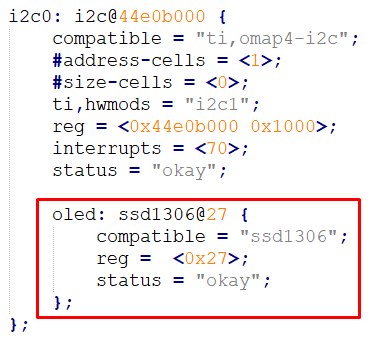 i2c0: i2c@44e0b000 {
    compatible = "ti,omap4-i2c";
    #address-cells = <1>;
    #size-cells = <0>;
    ti,hwmods = "i2c1";
    reg = <0x44e0b000 0x1000>;
    interrupts = <70>;
    status = "okay";

    oled: ssd1306@27 {
        compatible = "ssd1306";
        reg =  <0x27>;
        status = "okay";
    };
};